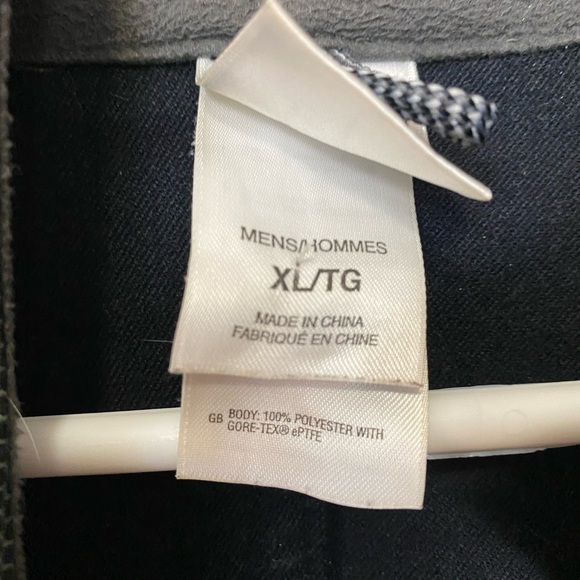 MENS/HOMMES
XL/TG
MADE IN CHINA
FABRIQUÉ EN CHINE
GB BODY: 100% POLYESTER WITH
GORE-TEX® ePTFE